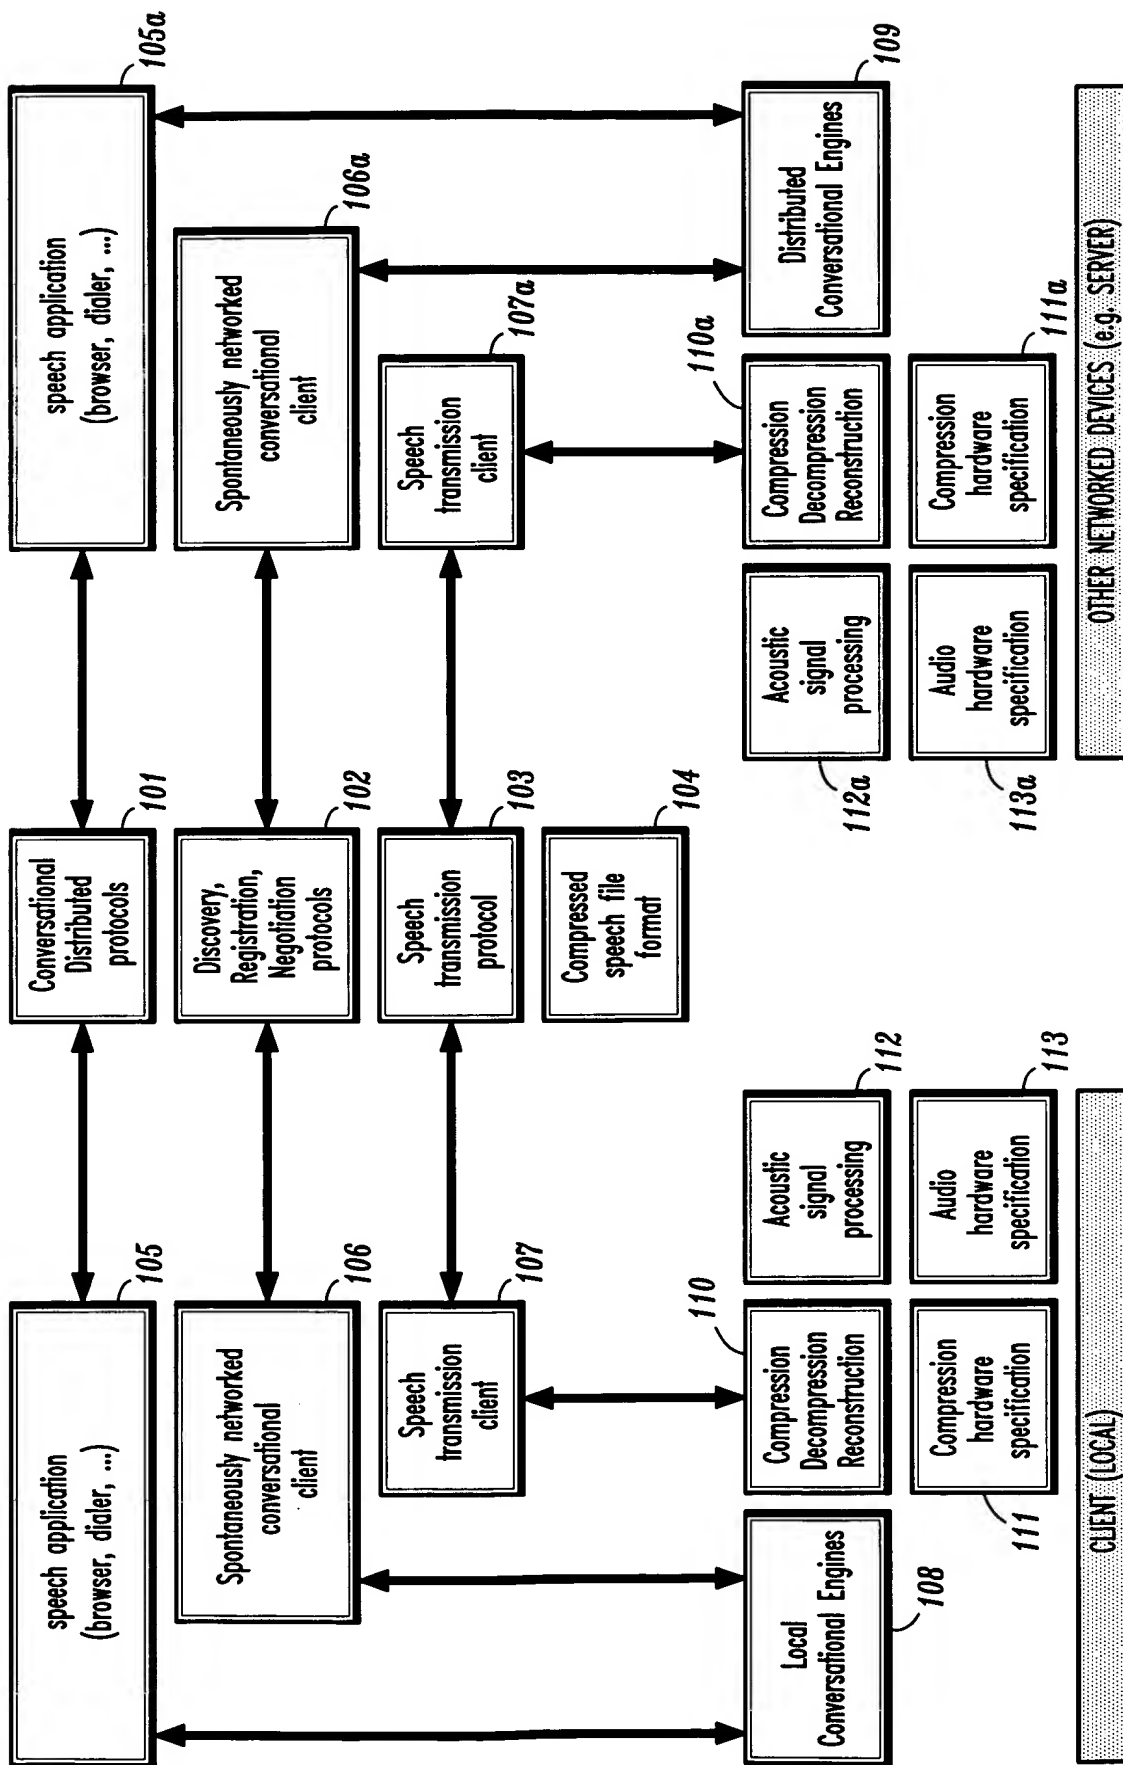 speech application
(browser, dialer, ...)
105
Conversational
Distributed
protocols
101
speech application
(browser, dialer, ...)
105a
Spontaneously networked
conversational
client
106
Discovery,
Registration,
Negotiation
protocols
102
Spontaneously networked
conversational
client
106a
Speech
transmission
client
107
Speech
transmission
protocol
103
Speech
transmission
client
107a
Compressed
speech file
format
104
Local
Conversational Engines
108
Compression
Decompression
Reconstruction
110
Acoustic
signal
processing
112
Acoustic
signal
processing
112a
Compression
Decompression
Reconstruction
110a
Distributed
Conversational Engines
109
Compression
hardware
specification
111
Audio
hardware
specification
113
Audio
hardware
specification
113a
Compression
hardware
specification
111a
CLIENT (LOCAL)
OTHER NETWORKED DEVICES (e.g. SERVER)